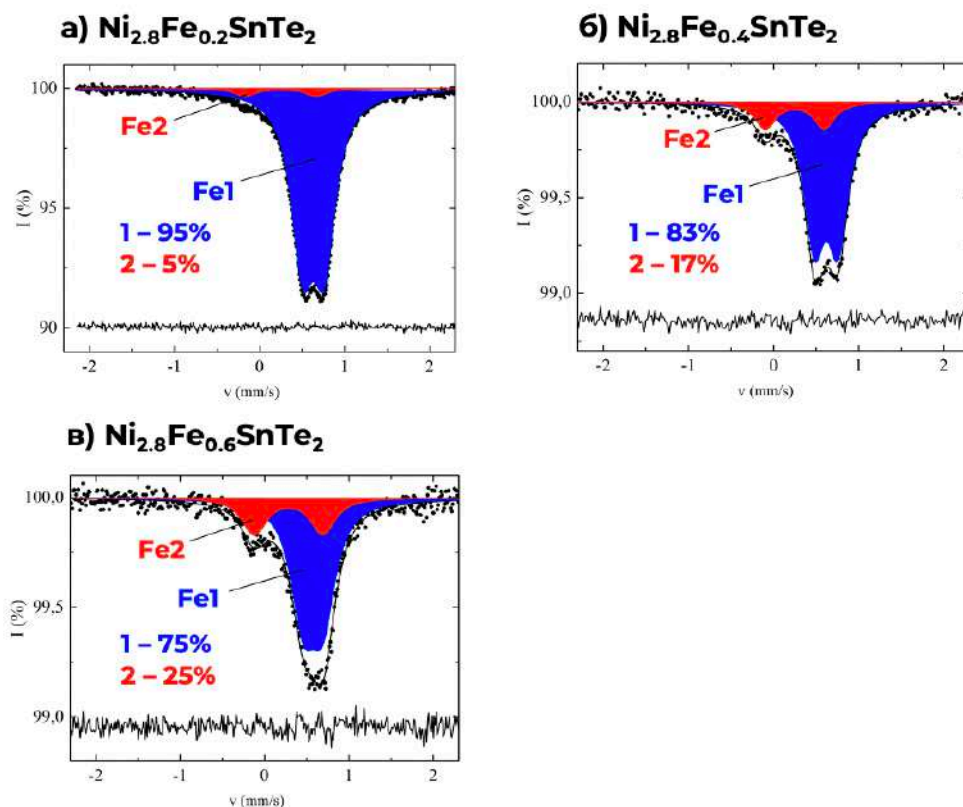 а) Ni₂.₈Fe₀.₂SnTe₂
100
95
90
I (%)
Fe2
Fe1
1 – 95%
2 – 5%
-2 -1 0 1 2
v (mm/s)
б) Ni₂.₈Fe₀.₄SnTe₂
100,0
99,5
99,0
I (%)
Fe2
Fe1
1 – 83%
2 – 17%
-2 -1 0 1 2
v (mm/s)
в) Ni₂.₈Fe₀.₆SnTe₂
100,0
99,5
99,0
I (%)
Fe2
Fe1
1 – 75%
2 – 25%
-2 -1 0 1 2
v (mm/s)